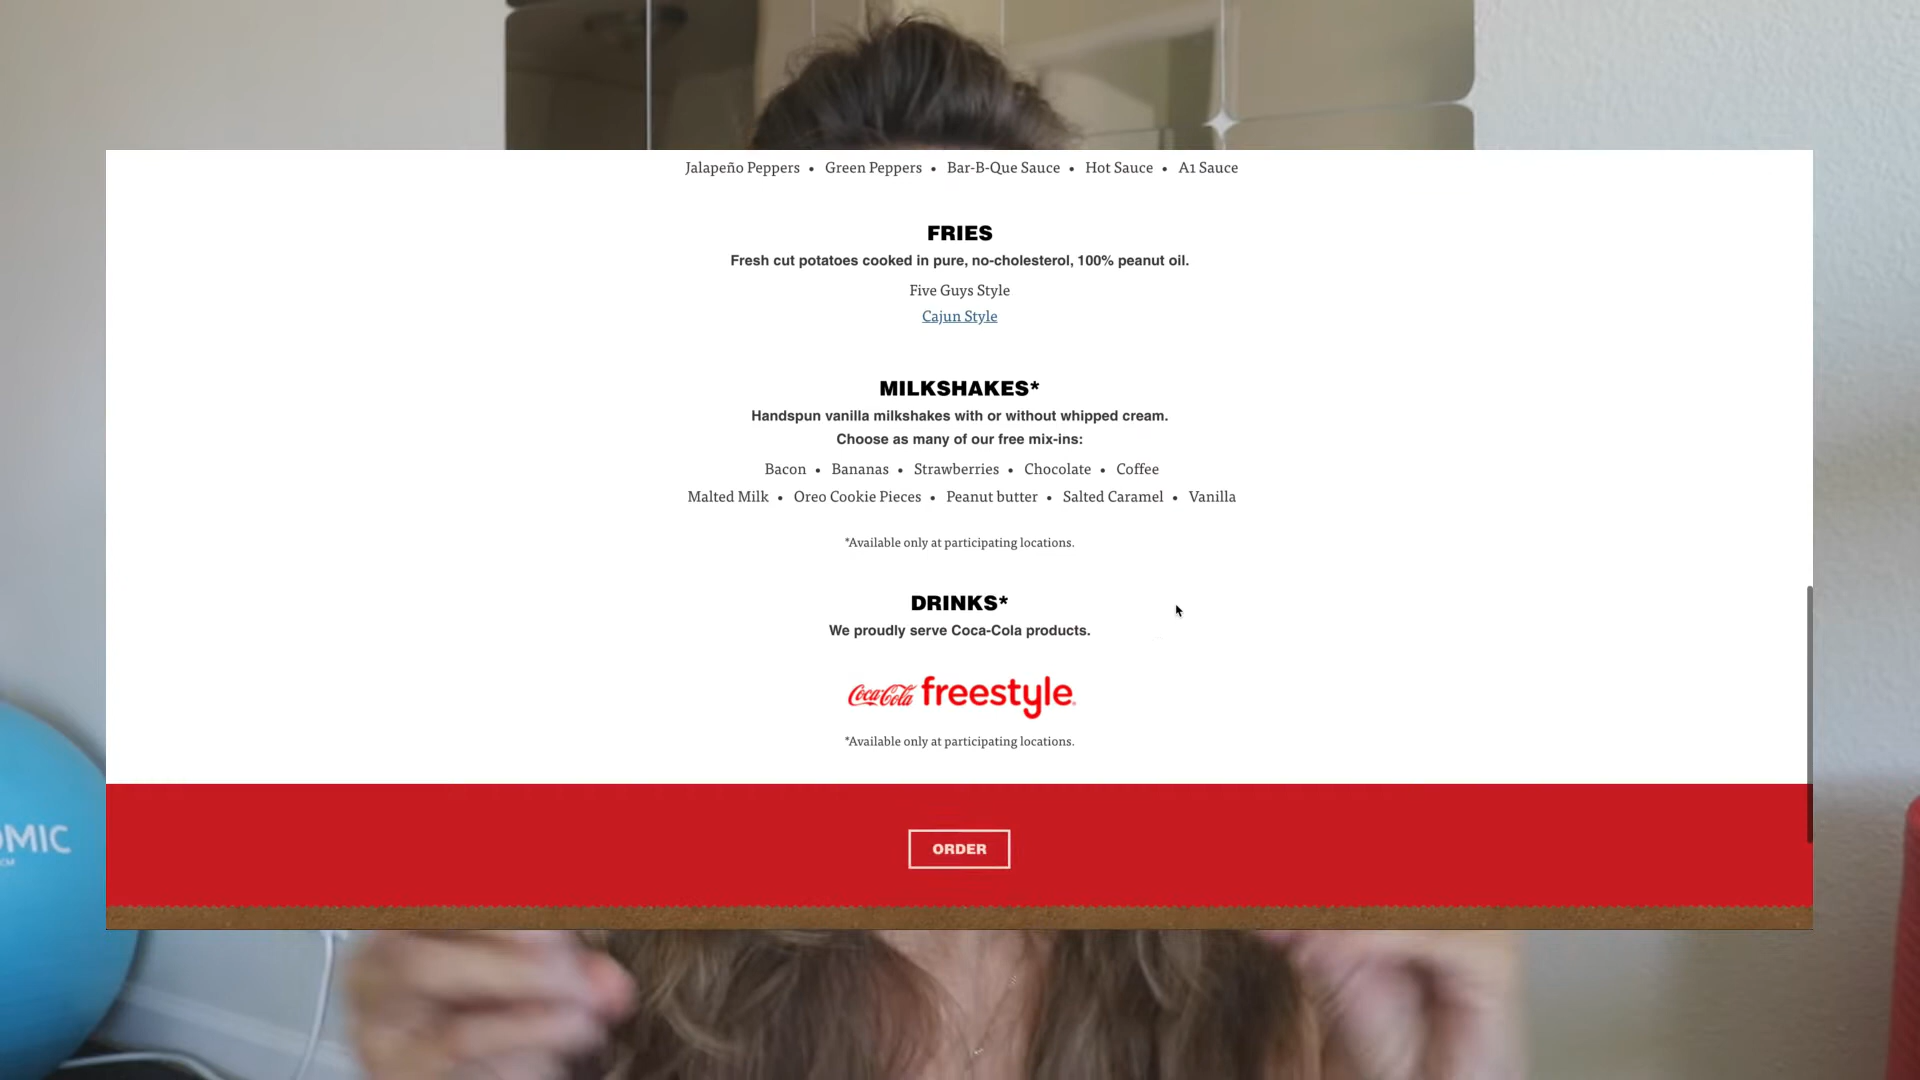 Jalapeño Peppers • Green Peppers • Bar-B-Que Sauce • Hot Sauce • A1 Sauce
FRIES
Fresh cut potatoes cooked in pure, no-cholesterol, 100% peanut oil.
Five Guys Style
Cajun Style
MILKSHAKES*
Handspun vanilla milkshakes with or without whipped cream.
Choose as many of our free mix-ins:
Bacon • Bananas • Strawberries • Chocolate • Coffee
Malted Milk • Oreo Cookie Pieces • Peanut butter • Salted Caramel • Vanilla
*Available only at participating locations.
DRINKS*
We proudly serve Coca-Cola products.
Coca-Cola freestyle
*Available only at participating locations.
OMIC
ORDER